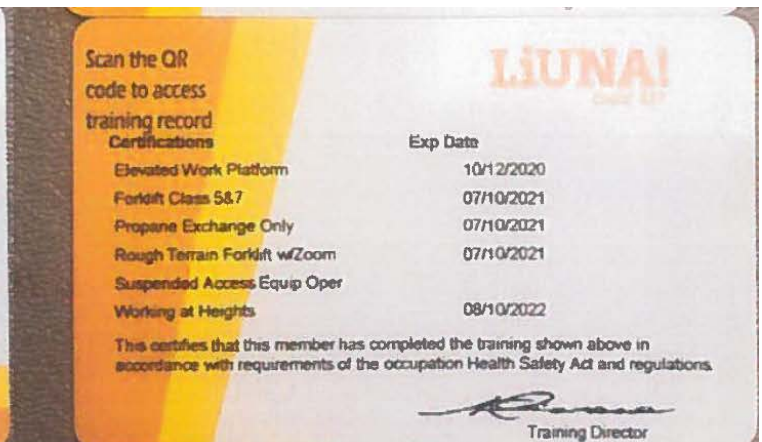 Scan the QR
code to access
training record
LiUNA!
Certifications Exp Date
Elevated Work Platform 10/12/2020
Forklift Class 5&7 07/10/2021
Propane Exchange Only 07/10/2021
Rough Terrain Forklift w/Zoom 07/10/2021
Suspended Access Equip Oper
Working at Heights 08/10/2022
This certifies that this member has completed the training shown above in
accordance with requirements of the occupation Health Safety Act and regulations.
Training Director